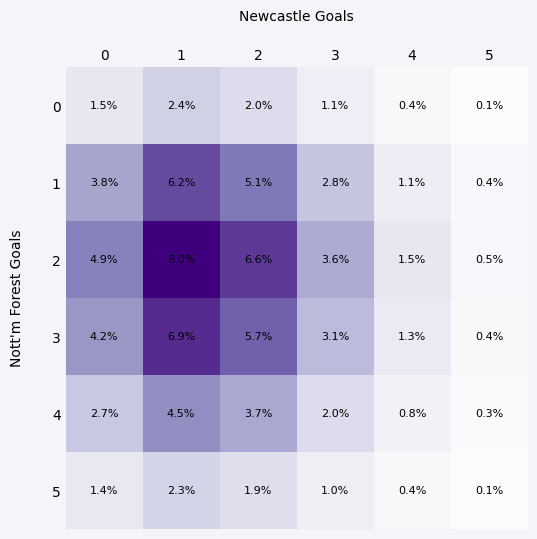 Newcastle Goals
0 1 2 3 4 5
0 1.5% 2.4% 2.0% 1.1% 0.4% 0.1%
1 3.8% 6.2% 5.1% 2.8% 1.1% 0.4%
2 4.9% 8.0% 6.6% 3.6% 1.5% 0.5%
3 4.2% 6.9% 5.7% 3.1% 1.3% 0.4%
4 2.7% 4.5% 3.7% 2.0% 0.8% 0.3%
5 1.4% 2.3% 1.9% 1.0% 0.4% 0.1%
Nott'm Forest Goals